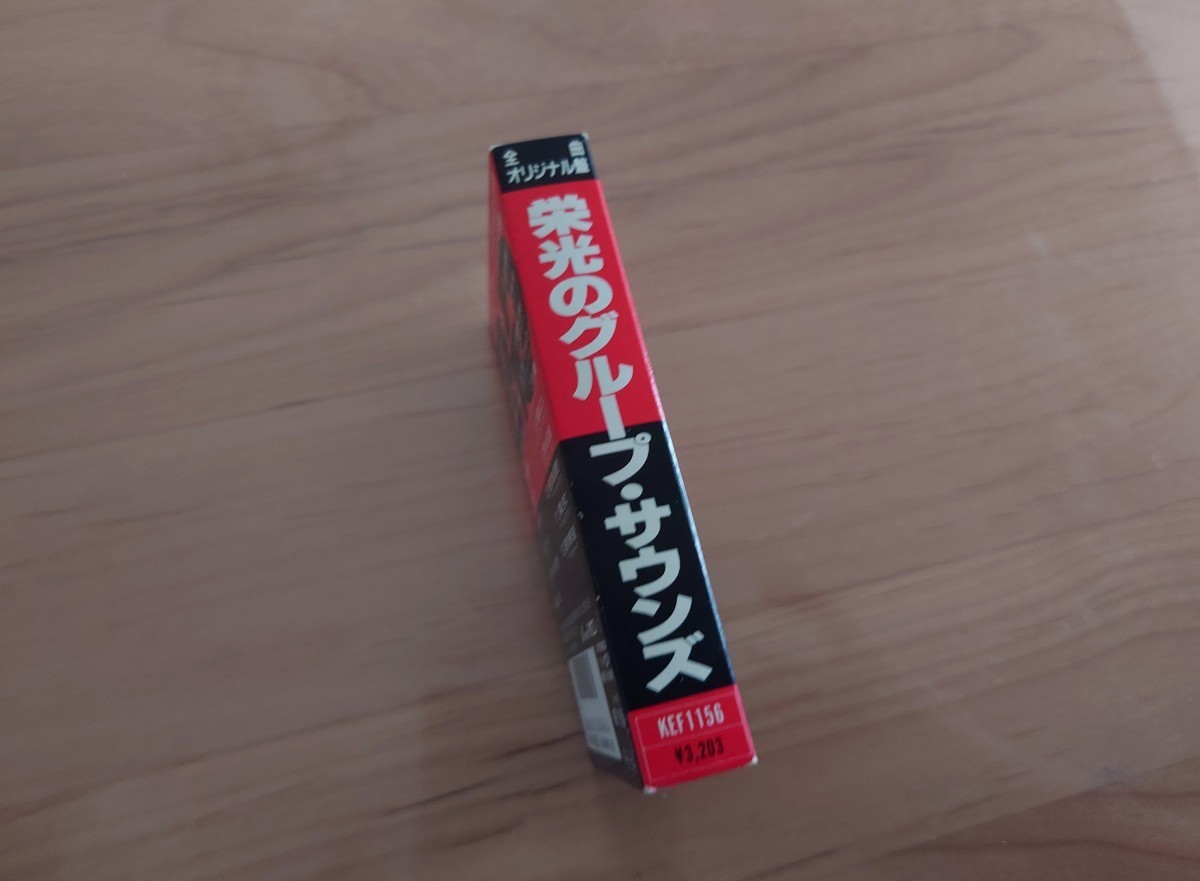 全曲
オリジナル盤
栄光のグループ・サウンズ
KEF1156
¥3,203